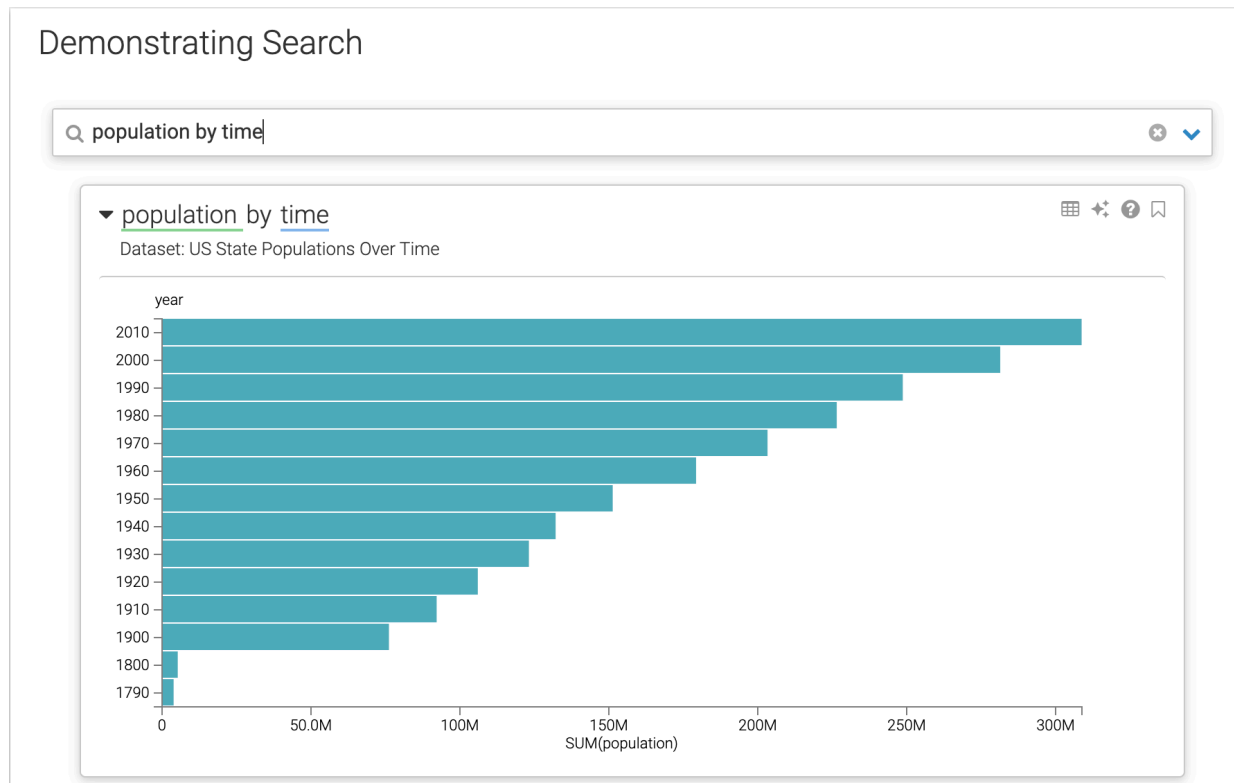 Demonstrating Search
population by time
population by time
Dataset: US State Populations Over Time
year
2010
2000
1990
1980
1970
1960
1950
1940
1930
1920
1910
1900
1800
1790
0 50.0M 100M 150M 200M 250M 300M
SUM(population)